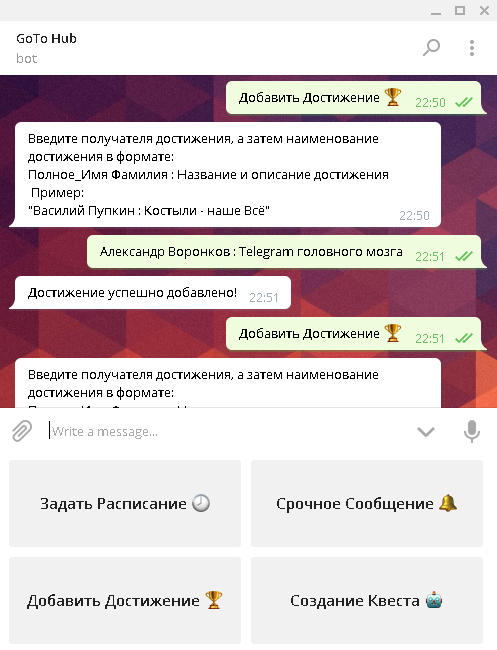 GoTo Hub
bot
Добавить Достижение 🏆 22:50
Введите получателя достижения, а затем наименование
достижения в формате:
Полное_Имя Фамилия : Название и описание достижения
Пример:
"Василий Пупкин : Костыли - наше Всё"
22:50
Александр Воронков : Telegram головного мозга 22:51
Достижение успешно добавлено! 22:51
Добавить Достижение 🏆 22:51
Введите получателя достижения, а затем наименование
достижения в формате:
Write a message...
Задать Расписание 🕗
Срочное Сообщение 🔔
Добавить Достижение 🏆
Создание Квеста 🤖